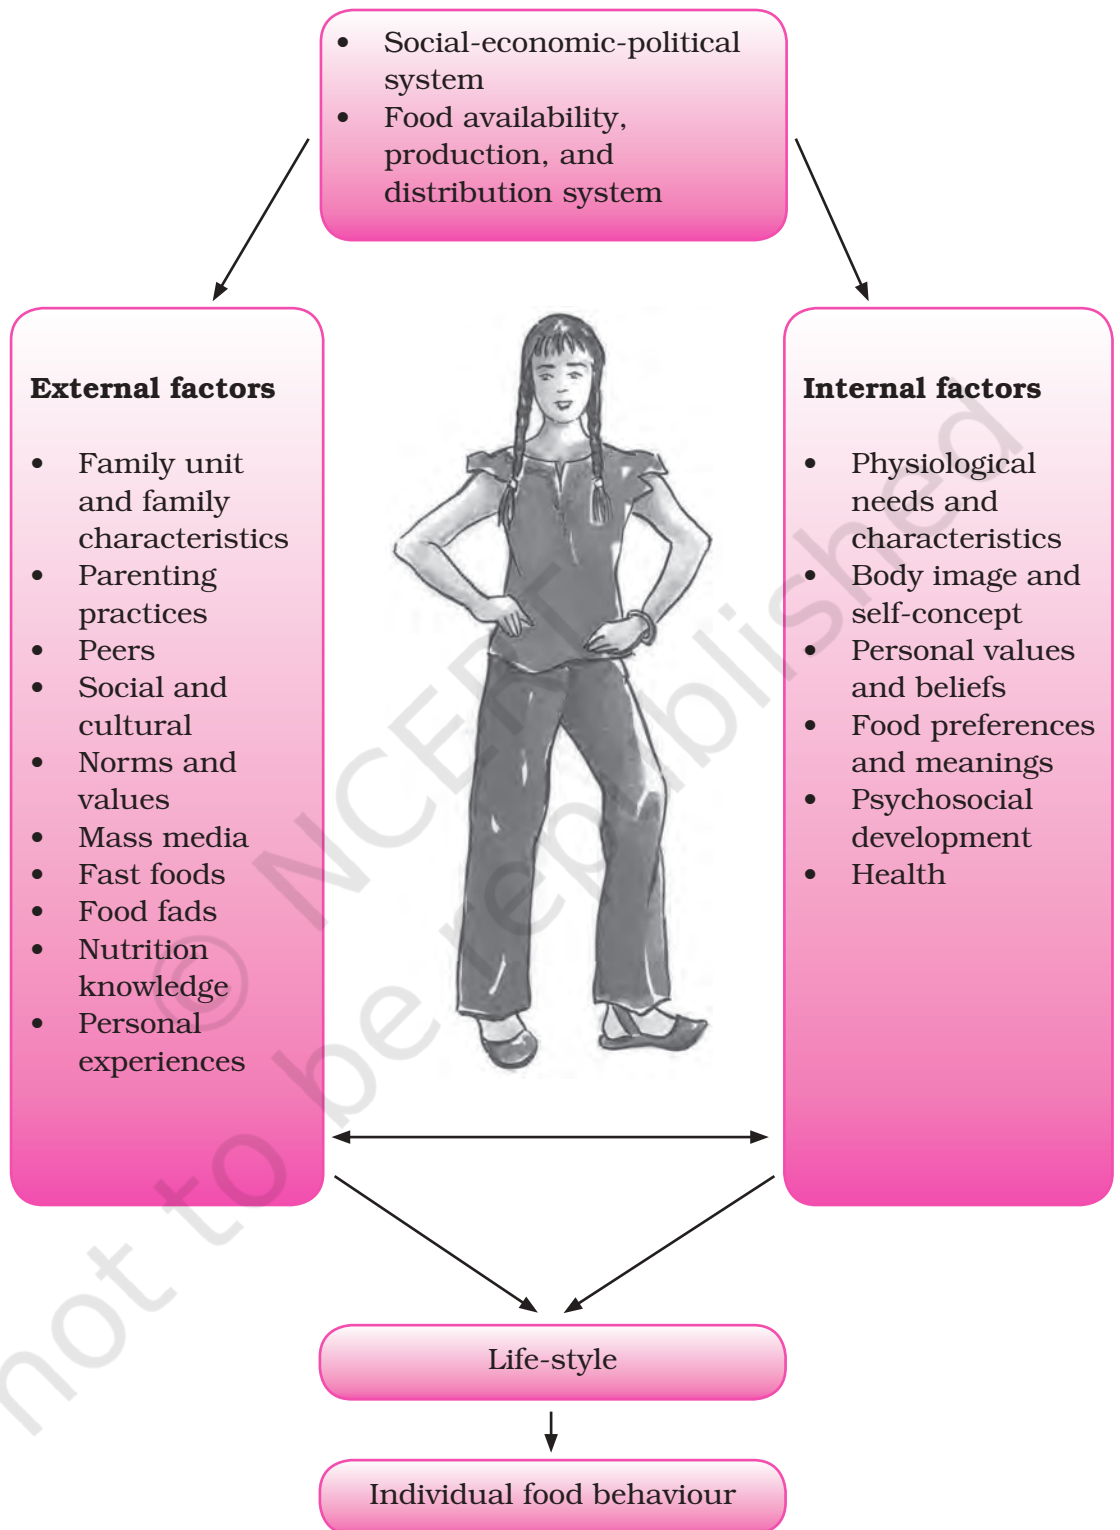 • Social-economic-political
system
• Food availability,
production, and
distribution system
External factors
• Family unit
and family
characteristics
• Parenting
practices
• Peers
• Social and
cultural
• Norms and
values
• Mass media
• Fast foods
• Food fads
• Nutrition
knowledge
• Personal
experiences
Internal factors
• Physiological
needs and
characteristics
• Body image and
self-concept
• Personal values
and beliefs
• Food preferences
and meanings
• Psychosocial
development
• Health
Life-style
Individual food behaviour
© NCERT
not to be republished